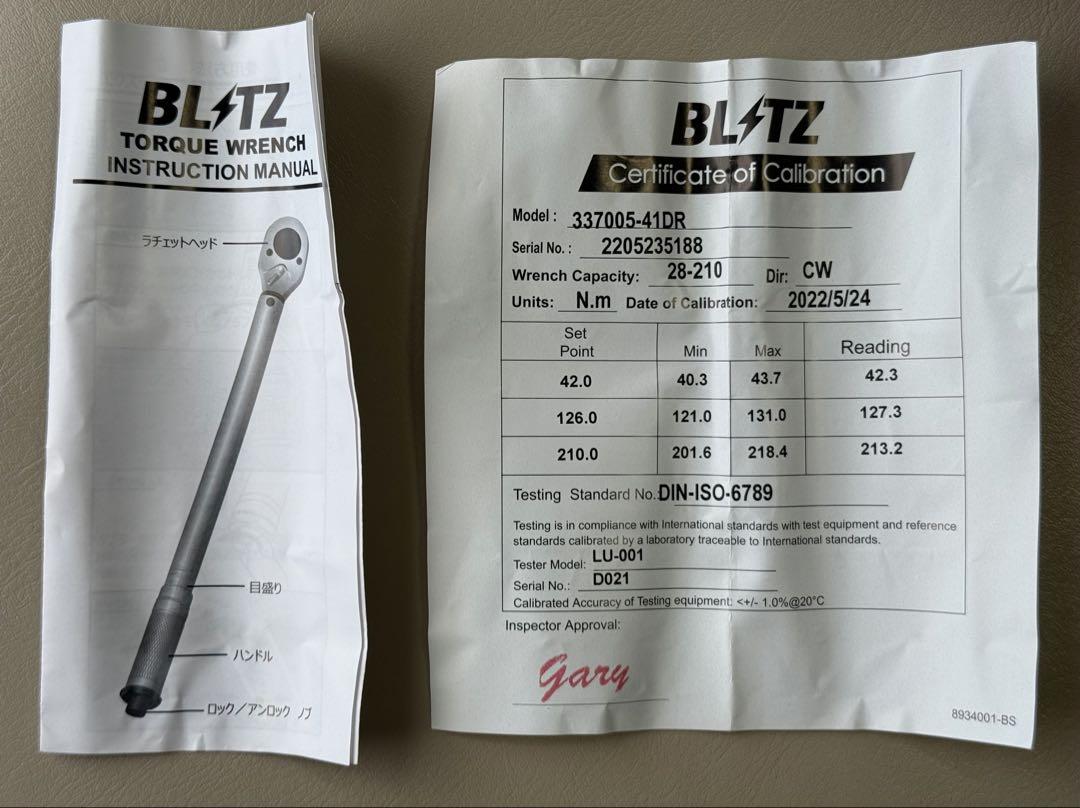 BLITZ
TORQUE WRENCH
INSTRUCTION MANUAL
ラチェットヘッド
目盛り
ハンドル
ロック／アンロック ノブ
BLITZ
Certificate of Calibration
Model : 337005-41DR
Serial No. : 2205235188
Wrench Capacity: 28-210 Dir: CW
Units: N.m Date of Calibration: 2022/5/24
Set Point Min Max Reading
42.0 40.3 43.7 42.3
126.0 121.0 131.0 127.3
210.0 201.6 218.4 213.2
Testing Standard No.:DIN-ISO-6789
Testing is in compliance with International standards with test equipment and reference
standards calibrated by a laboratory traceable to International standards.
Tester Model: LU-001
Serial No.: D021
Calibrated Accuracy of Testing equipment: <+/- 1.0%@20°C
Inspector Approval:
Gary
8934001-BS